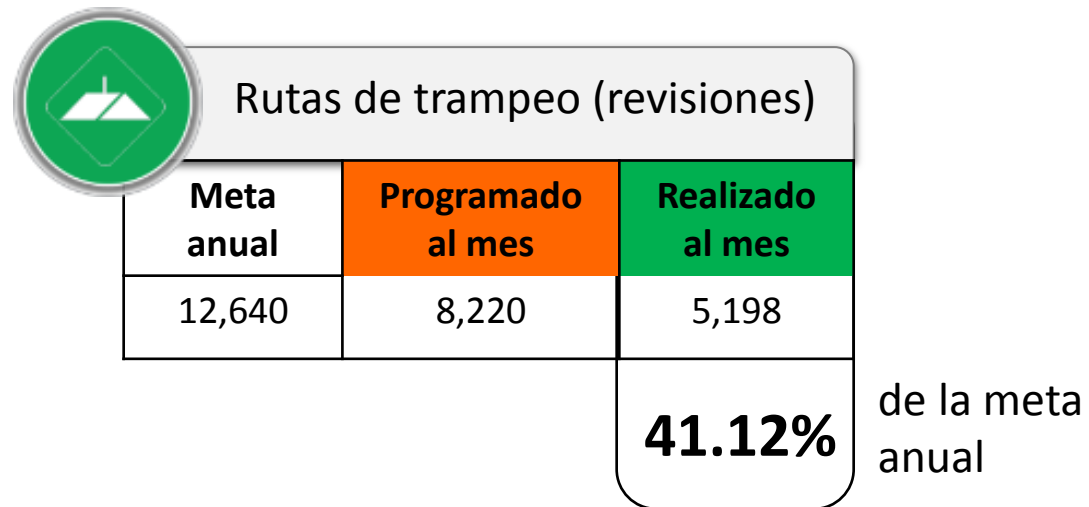 Rutas de trampeo (revisiones)
Meta anual
Programado al mes
Realizado al mes
12,640
8,220
5,198
41.12%
de la meta
anual